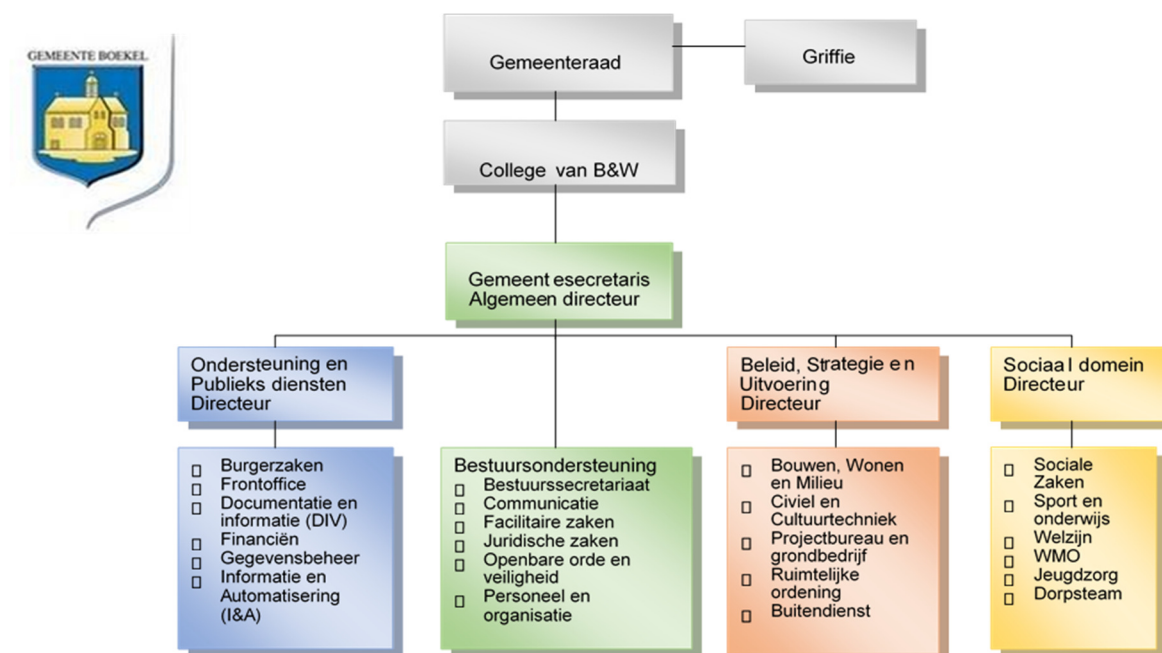 GEMEENTE BOEKEL
Gemeenteraad
Griffie
College van B&W
Gemeent esecretaris
Algemeen directeur
Ondersteuning en
Publieks diensten
Directeur
Beleid, Strategie en
Uitvoering
Directeur
Sociaal domein
Directeur
Burgerzaken
Frontoffice
Documentatie en
informatie (DIV)
Financiën
Gegevensbeheer
Informatie en
Automatisering
(I&A)
Bestuursondersteuning
Bestuurssecretariaat
Communicatie
Facilitaire zaken
Juridische zaken
Openbare orde en
veiligheid
Personeel en
organisatie
Bouwen, Wonen
en Milieu
Civiel en
Cultuurtechniek
Projectbureau en
grondbedrijf
Ruimtelijke
ordening
Buitendienst
Sociale
Zaken
Sport en
onderwijs
Welzijn
WMO
Jeugdzorg
Dorpsteam